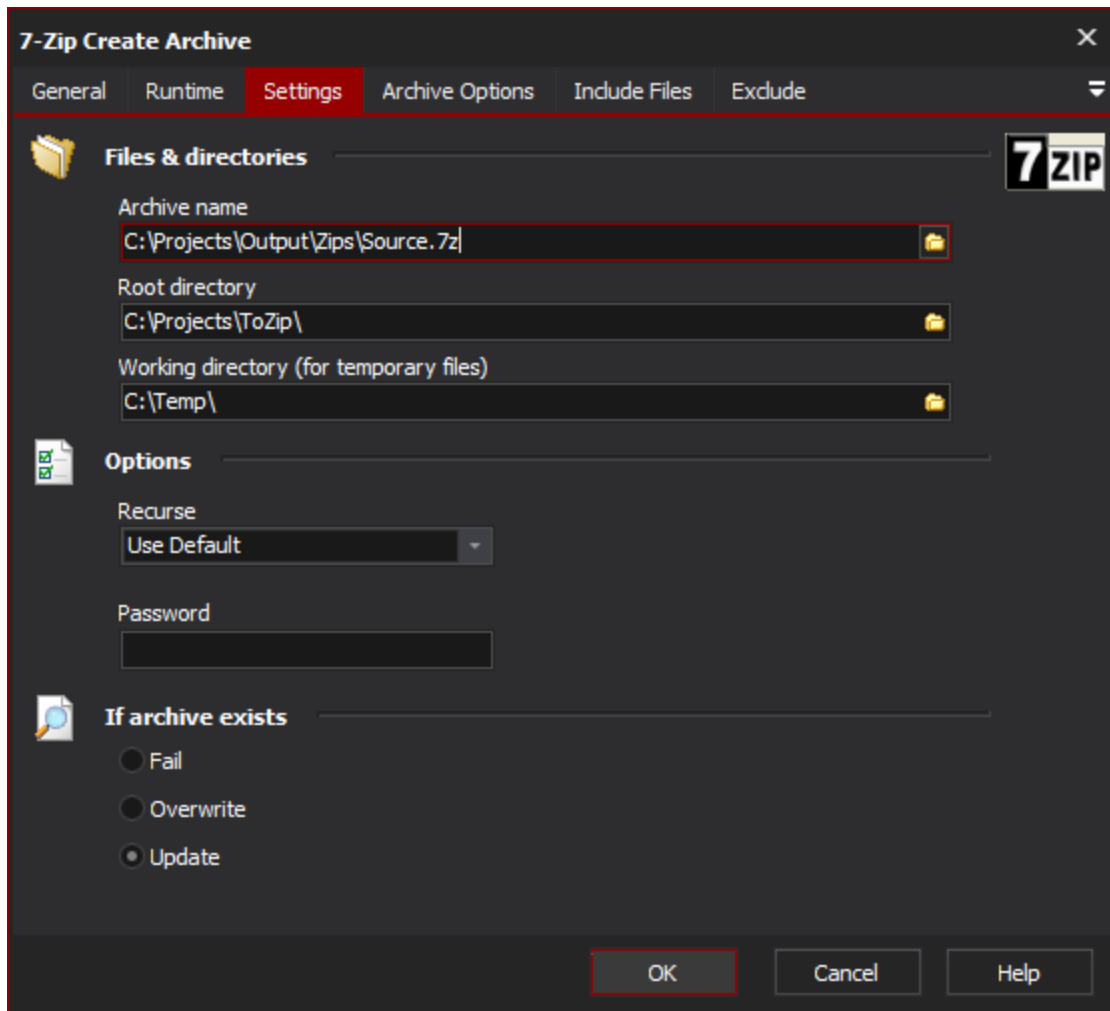 7-Zip Create Archive
General Runtime Settings Archive Options Include Files Exclude
Files & directories
7 ZIP
Archive name
C:\Projects\Output\Zips\Source.7z
Root directory
C:\Projects\ToZip\
Working directory (for temporary files)
C:\Temp\
Options
Recurse
Use Default
Password
If archive exists
Fail
Overwrite
Update
OK Cancel Help